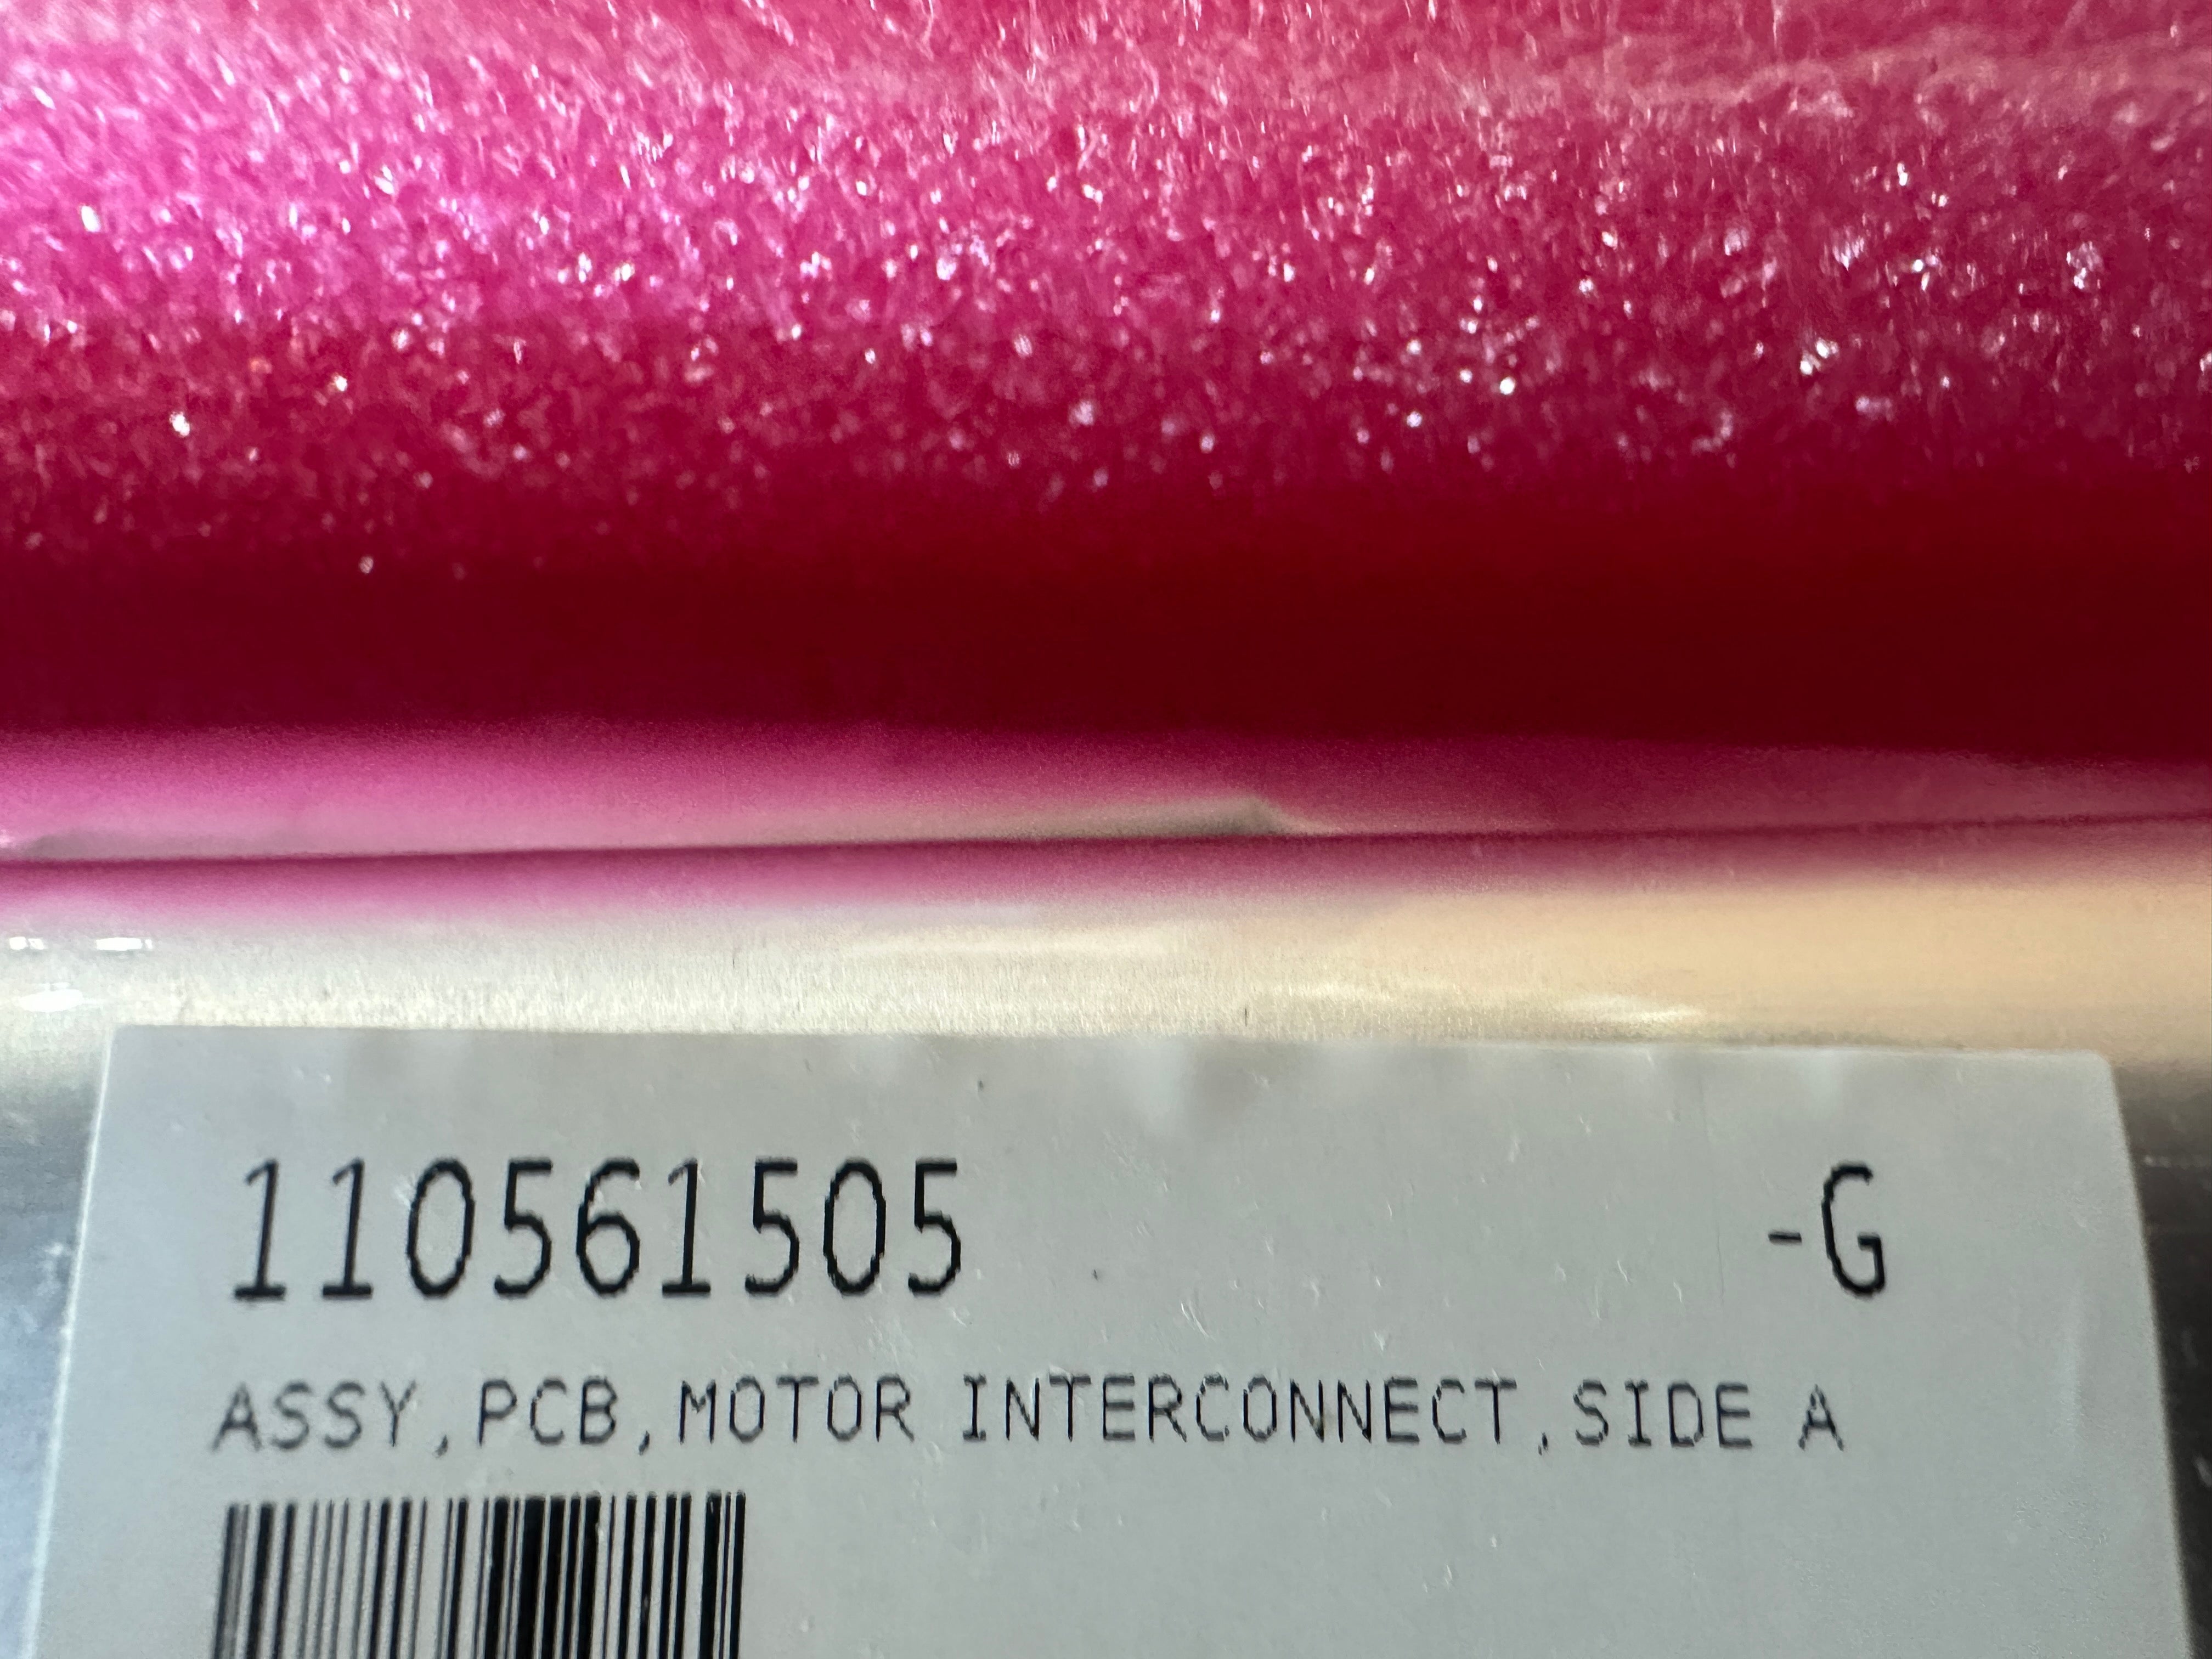 110561505 -G
ASSY,PCB,MOTOR INTERCONNECT,SIDE A